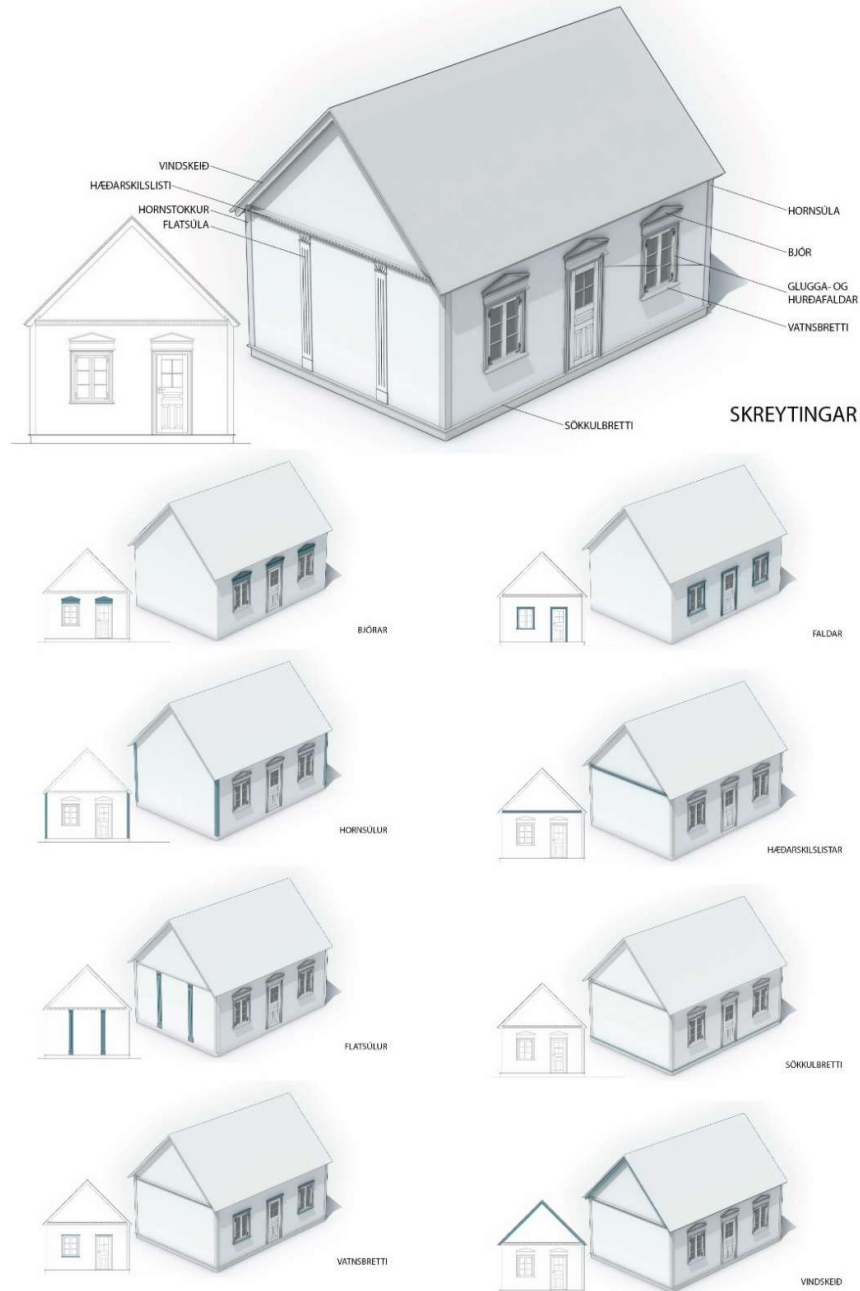 VINDSKEIÐ
HÆÐARSKILSLISTI
HORNSTOKKUR
FLATSÚLA
HORNSÚLA
BJÓR
GLUGGA- OG
HURÐAFALDAR
VATNSBRETTI
SÖKKULBRETTI
SKREYTINGAR
BJÓRAR
FALDAR
HORNSÚLUR
HÆÐARSKILSLISTAR
FLATSÚLUR
SÖKKULBRETTI
VATNSBRETTI
VINDSKEIÐ